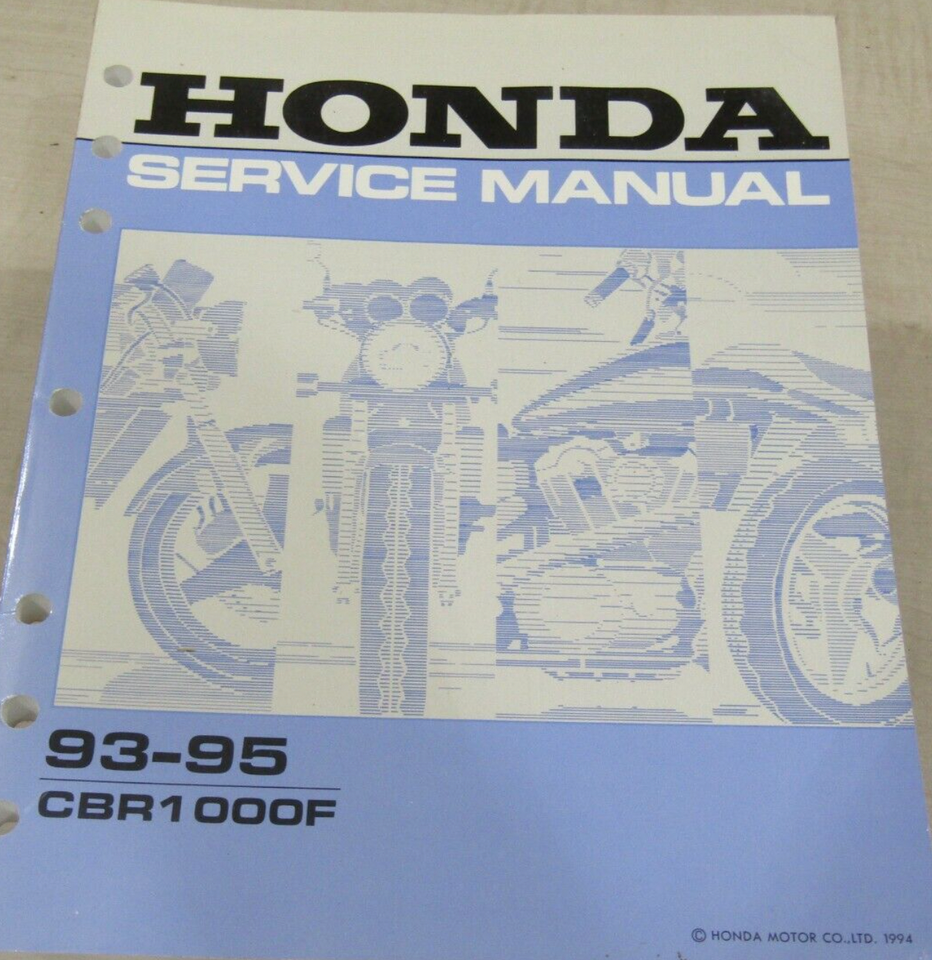 HONDA
SERVICE MANUAL
93-95
CBR1000F
© HONDA MOTOR CO.,LTD. 1994